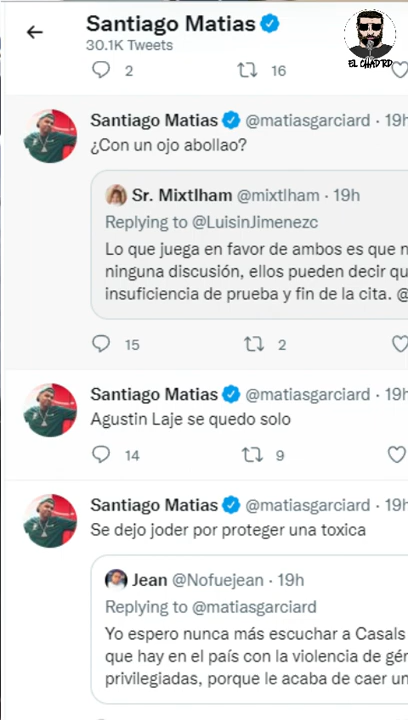 Santiago Matias
30.1K Tweets
EL CHAD RD
2 16
Santiago Matias @matiasgarciard · 19h
¿Con un ojo abollao?
Sr. Mixtlham @mixtlham · 19h
Replying to @LuisinJimenezc
Lo que juega en favor de ambos es que n
ninguna discusión, ellos pueden decir qu
insuficiencia de prueba y fin de la cita. @
15 2
Santiago Matias @matiasgarciard · 19h
Agustin Laje se quedo solo
14 9
Santiago Matias @matiasgarciard · 19h
Se dejo joder por proteger una toxica
Jean @Nofuejean · 19h
Replying to @matiasgarciard
Yo espero nunca más escuchar a Casals
que hay en el país con la violencia de gén
privilegiadas, porque le acaba de caer un